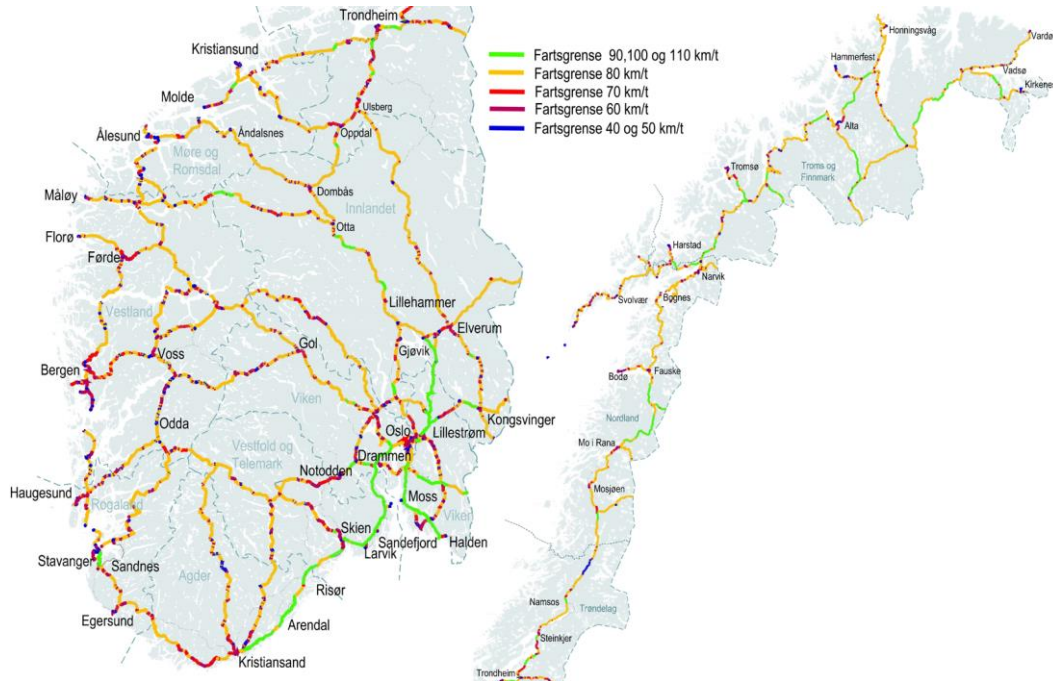 Trondheim
Kristiansund
Molde
Ulsberg
Ålesund
Åndalsnes
Oppdal
Møre og
Romsdal
Måløy
Dombås
Innlandet
Otta
Florø
Førde
Lillehammer
Vestland
Elverum
Gjøvik
Gol
Voss
Bergen
Viken
Kongsvinger
Oslo
Lillestrøm
Odda
Vestfold og
Telemark
Drammen
Notodden
Haugesund
Rogaland
Moss
Viken
Skien
Sandefjord
Halden
Larvik
Stavanger
Sandnes
Agder
Risør
Egersund
Arendal
Kristiansand
Fartsgrense 90,100 og 110 km/t
Fartsgrense 80 km/t
Fartsgrense 70 km/t
Fartsgrense 60 km/t
Fartsgrense 40 og 50 km/t
Honningsvåg
Vardø
Hammerfest
Vadsø
Kirkenes
Alta
Tromsø
Troms og
Finnmark
Harstad
Narvik
Svolvær
Bognes
Fauske
Bodø
Nordland
Mo i Rana
Mosjøen
Namsos
Trøndelag
Steinkjer
Trondheim